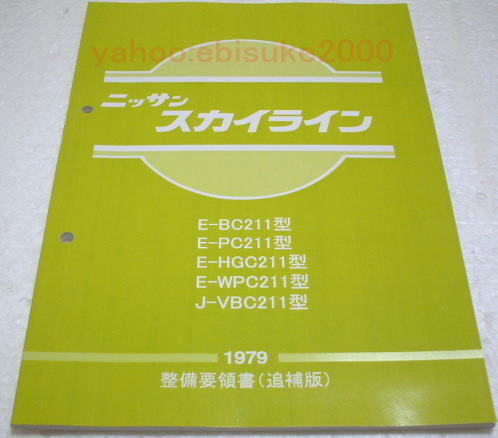 yahoo.ebisuke2000
ニッサン
スカイライン
E-BC211型
E-PC211型
E-HGC211型
E-WPC211型
J-VBC211型
1979
整備要領書(追補版)